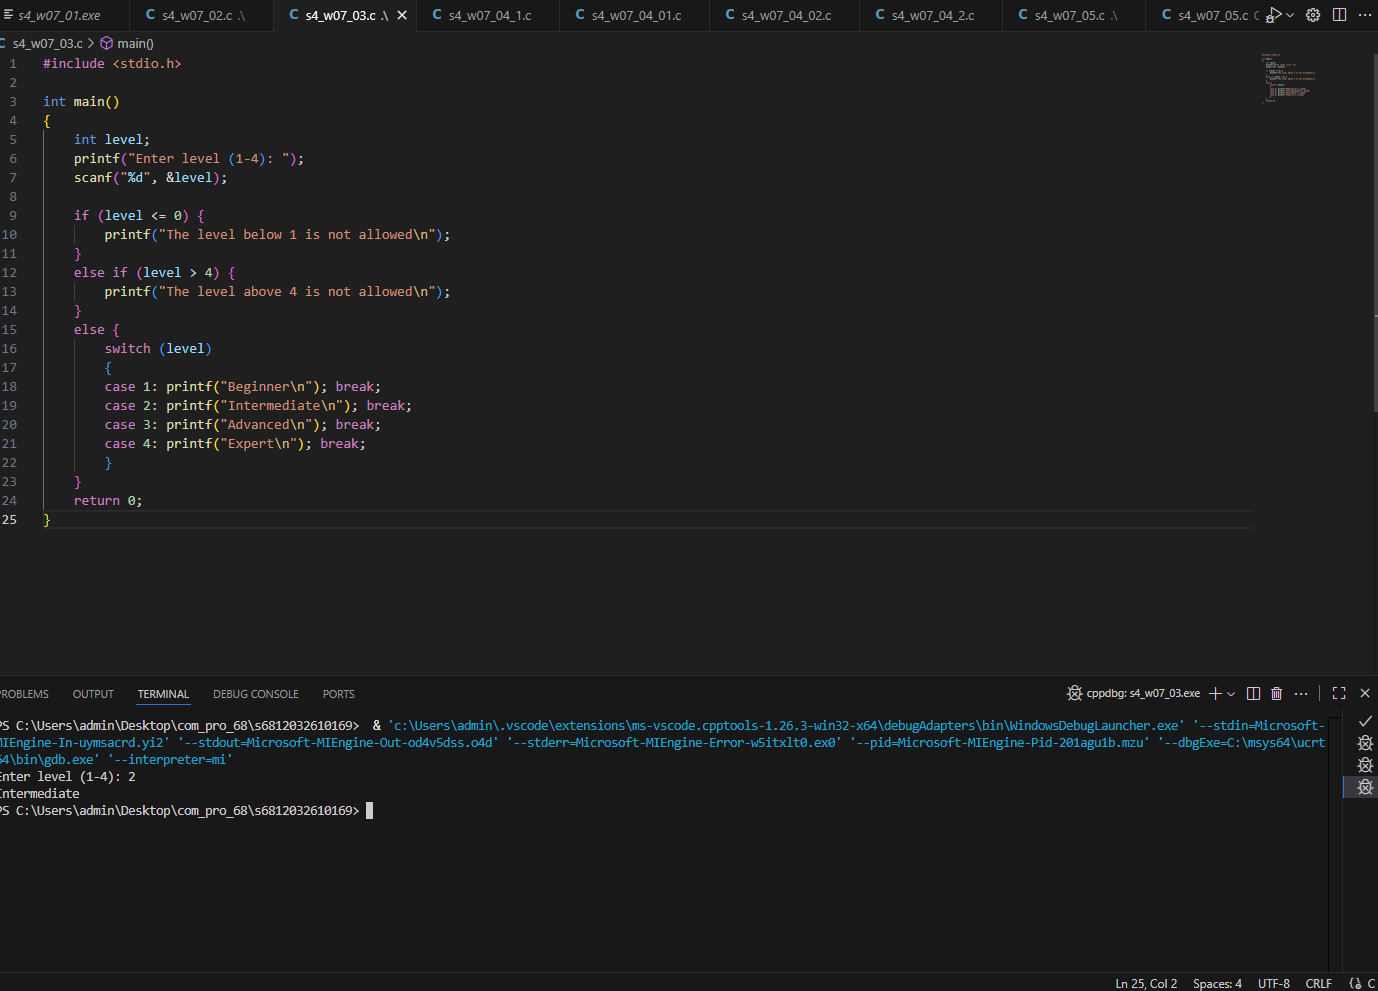 s4_w07_01.exe
s4_w07_02.c .\
s4_w07_03.c .\
s4_w07_04_1.c
s4_w07_04_01.c
s4_w07_04_02.c
s4_w07_04_2.c
s4_w07_05.c .\
s4_w07_05.c
s4_w07_03.c > main()
1 #include <stdio.h>
2
3 int main()
4 {
5 int level;
6 printf("Enter level (1-4): ");
7 scanf("%d", &level);
8
9 if (level <= 0) {
10 printf("The level below 1 is not allowed\n");
11 }
12 else if (level > 4) {
13 printf("The level above 4 is not allowed\n");
14 }
15 else {
16 switch (level)
17 {
18 case 1: printf("Beginner\n"); break;
19 case 2: printf("Intermediate\n"); break;
20 case 3: printf("Advanced\n"); break;
21 case 4: printf("Expert\n"); break;
22 }
23 }
24 return 0;
25 }
ROBLEMS OUTPUT TERMINAL DEBUG CONSOLE PORTS
cppdbg: s4_w07_03.exe
PS C:\Users\admin\Desktop\com_pro_68\s6812032610169> & 'c:\Users\admin\.vscode\extensions\ms-vscode.cpptools-1.26.3-win32-x64\debugAdapters\bin\WindowsDebugLauncher.exe' '--stdin=Microsoft-
MIEngine-In-uymsacrd.yi2' '--stdout=Microsoft-MIEngine-Out-od4v5dss.o4d' '--stderr=Microsoft-MIEngine-Error-w5itxlt0.ex0' '--pid=Microsoft-MIEngine-Pid-201agu1b.mzu' '--dbgExe=C:\msys64\ucrt
64\bin\gdb.exe' '--interpreter=mi'
Enter level (1-4): 2
Intermediate
PS C:\Users\admin\Desktop\com_pro_68\s6812032610169>
Ln 25, Col 2 Spaces: 4 UTF-8 CRLF {} C